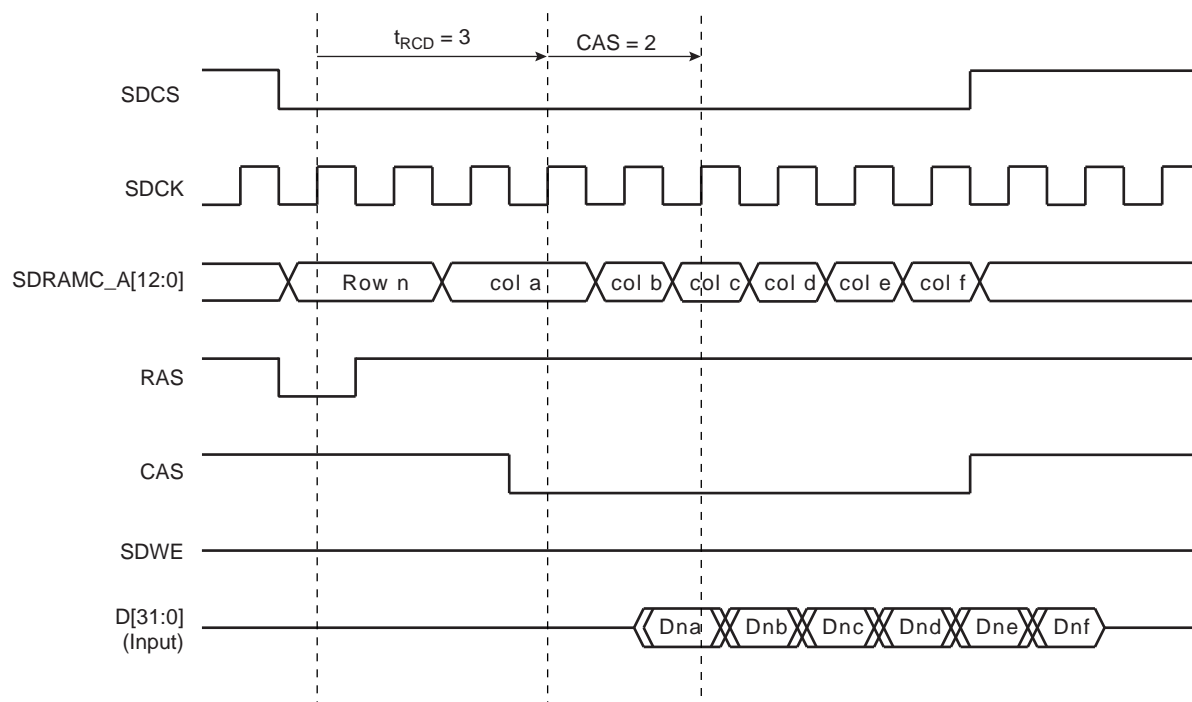 tRCD = 3
CAS = 2
SDCS
SDCK
SDRAMC_A[12:0]
Row n
col a
col b
col c
col d
col e
col f
RAS
CAS
SDWE
D[31:0]
(Input)
Dna
Dnb
Dnc
Dnd
Dne
Dnf